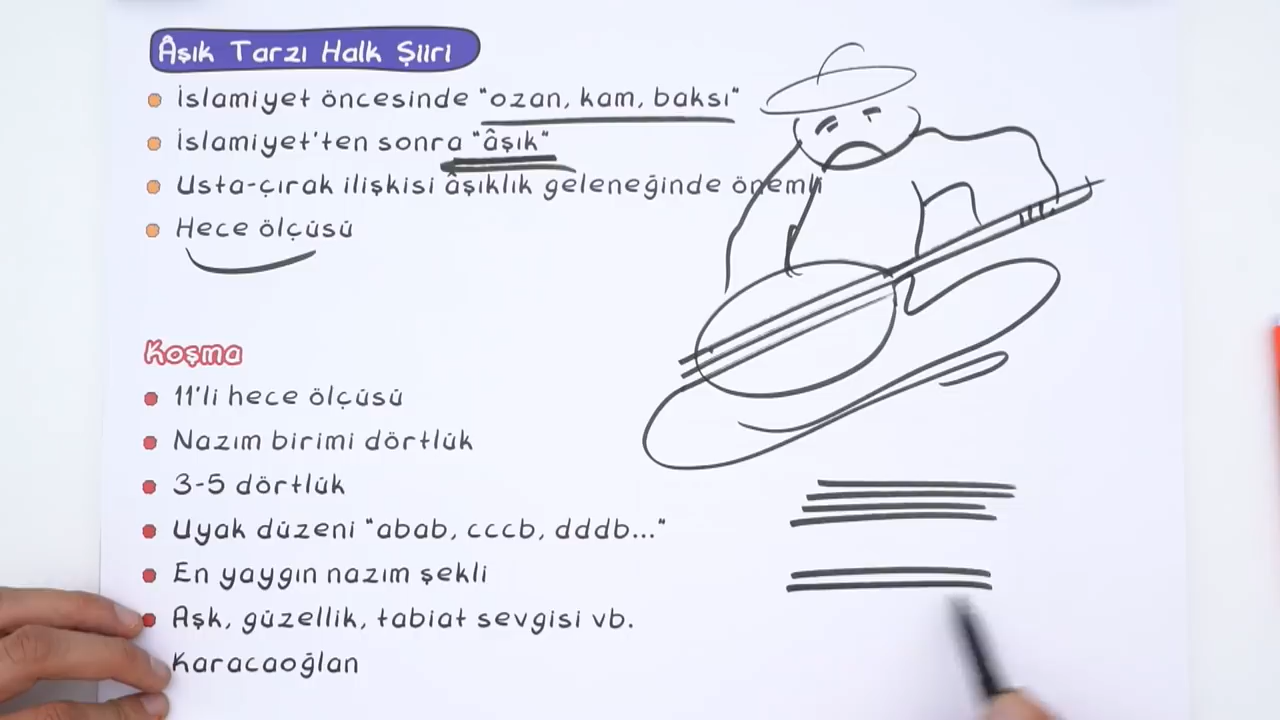 Âşık Tarzı Halk Şiiri
İslamiyet öncesinde "ozan, kam, baksı"
İslamiyet'ten sonra "âşık"
Usta-çırak ilişkisi âşıklık geleneğinde önemli
Hece ölçüsü
Koşma
11'li hece ölçüsü
Nazım birimi dörtlük
3-5 dörtlük
Uyak düzeni "abab, cccb, dddb..."
En yaygın nazım şekli
Aşk, güzellik, tabiat sevgisi vb.
Karacaoğlan